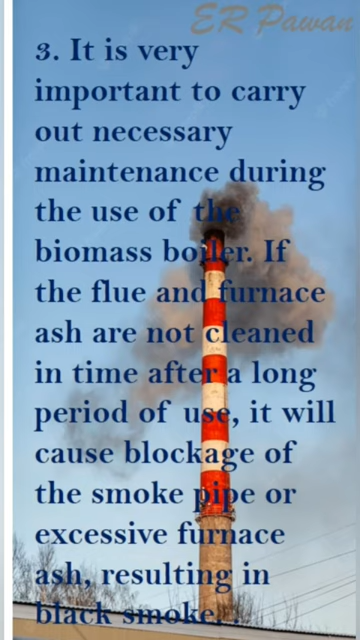 ER Pawan
3. It is very
important to carry
out necessary
maintenance during
the use of the
biomass boiler. If
the flue and furnace
ash are not cleaned
in time after a long
period of use, it will
cause blockage of
the smoke pipe or
excessive furnace
ash, resulting in
black smoke. .